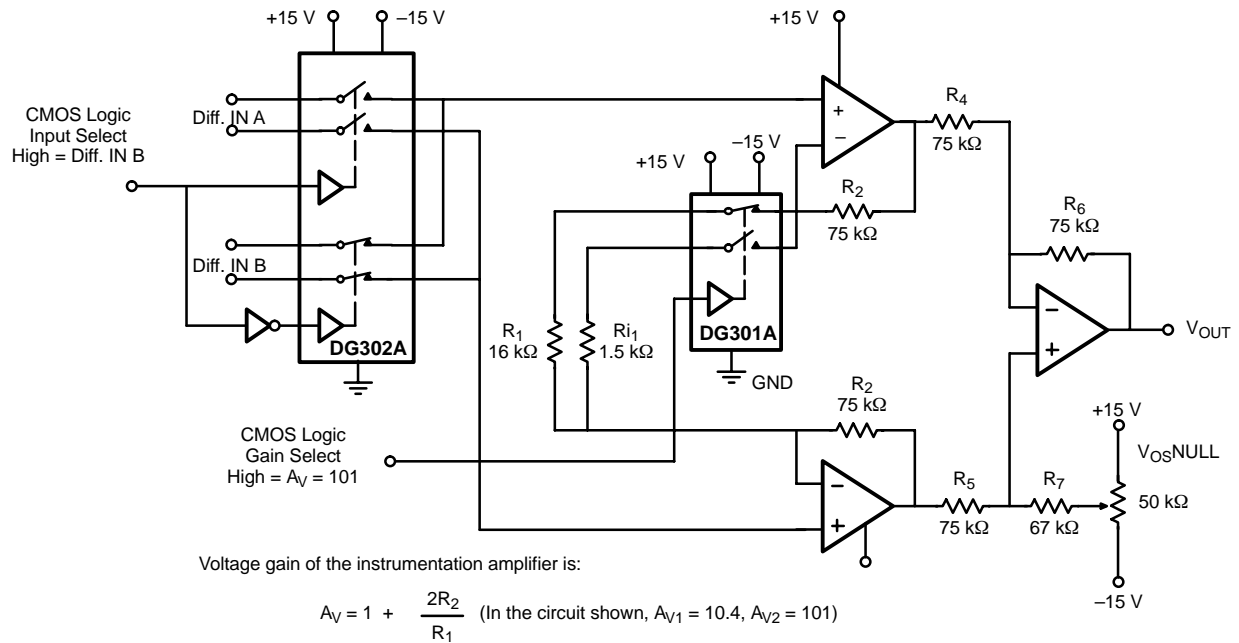 +15 V
–15 V
+15 V
CMOS Logic
Input Select
High = Diff. IN B
Diff. IN A
+
–
R4
75 kΩ
+15 V
–15 V
R2
75 kΩ
R6
75 kΩ
Diff. IN B
DG302A
R1
16 kΩ
Ri1
1.5 kΩ
DG301A
GND
–
+
VOUT
R2
75 kΩ
+15 V
VOSNULL
CMOS Logic
Gain Select
High = AV = 101
–
+
R5
75 kΩ
R7
67 kΩ
50 kΩ
–15 V
Voltage gain of the instrumentation amplifier is:
AV = 1 + 2R2 / R1 (In the circuit shown, AV1 = 10.4, AV2 = 101)